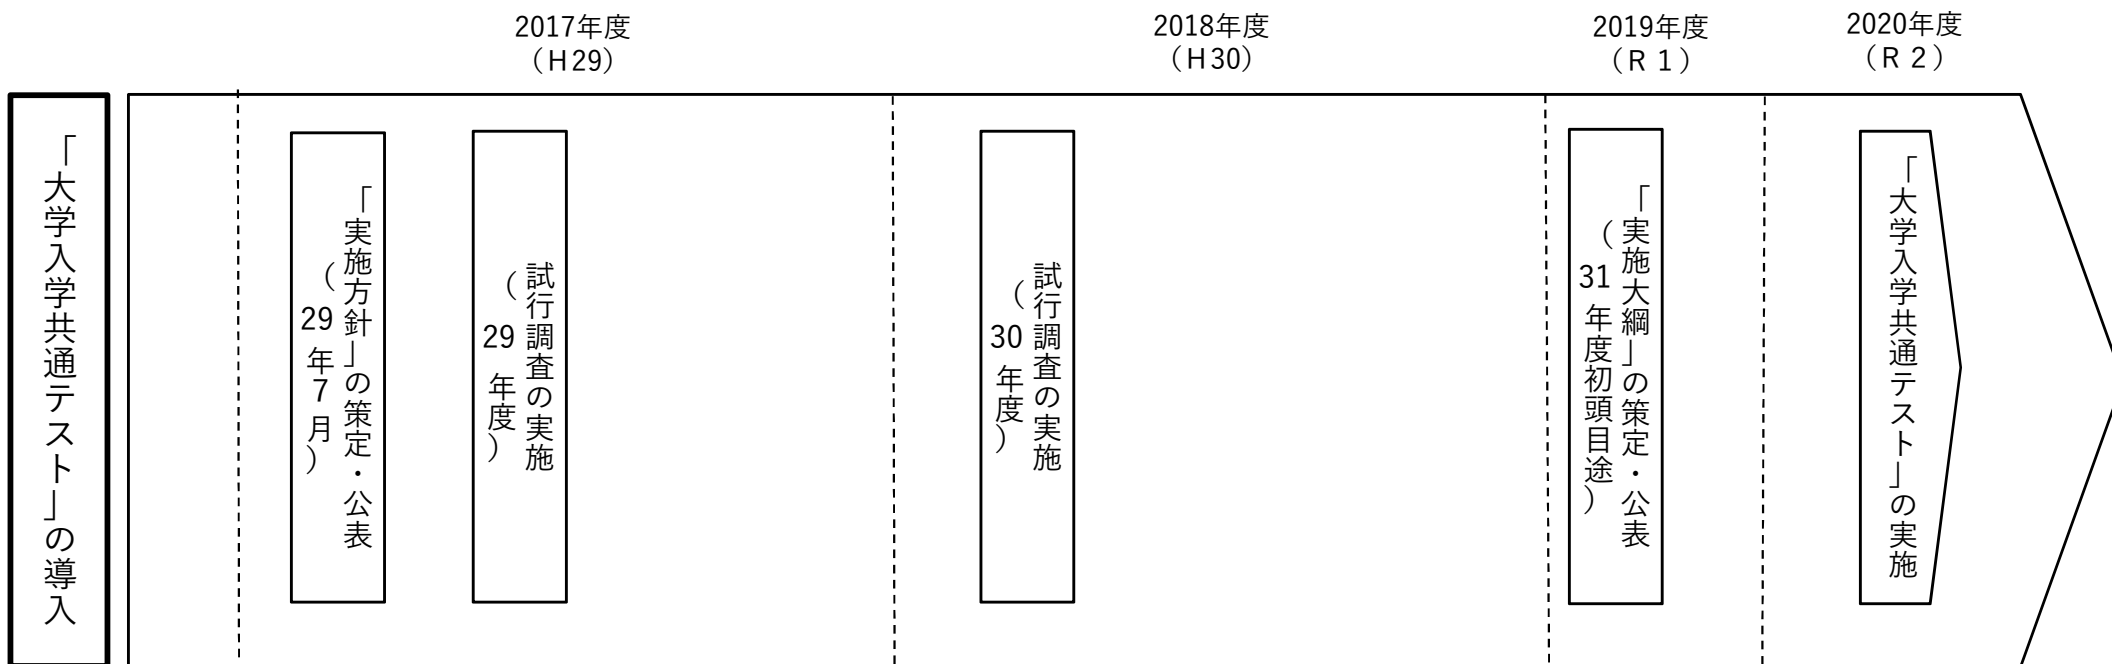 2017年度
（H29）
2018年度
（H30）
2019年度
（R 1）
2020年度
（R 2）
「大学入学共通テスト」の導入
「実施方針」の策定・公表
（29年7月）
試行調査の実施
（29年度）
試行調査の実施
（30年度）
「実施大綱」の策定・公表
（31年度初頭目途）
「大学入学共通テスト」の実施